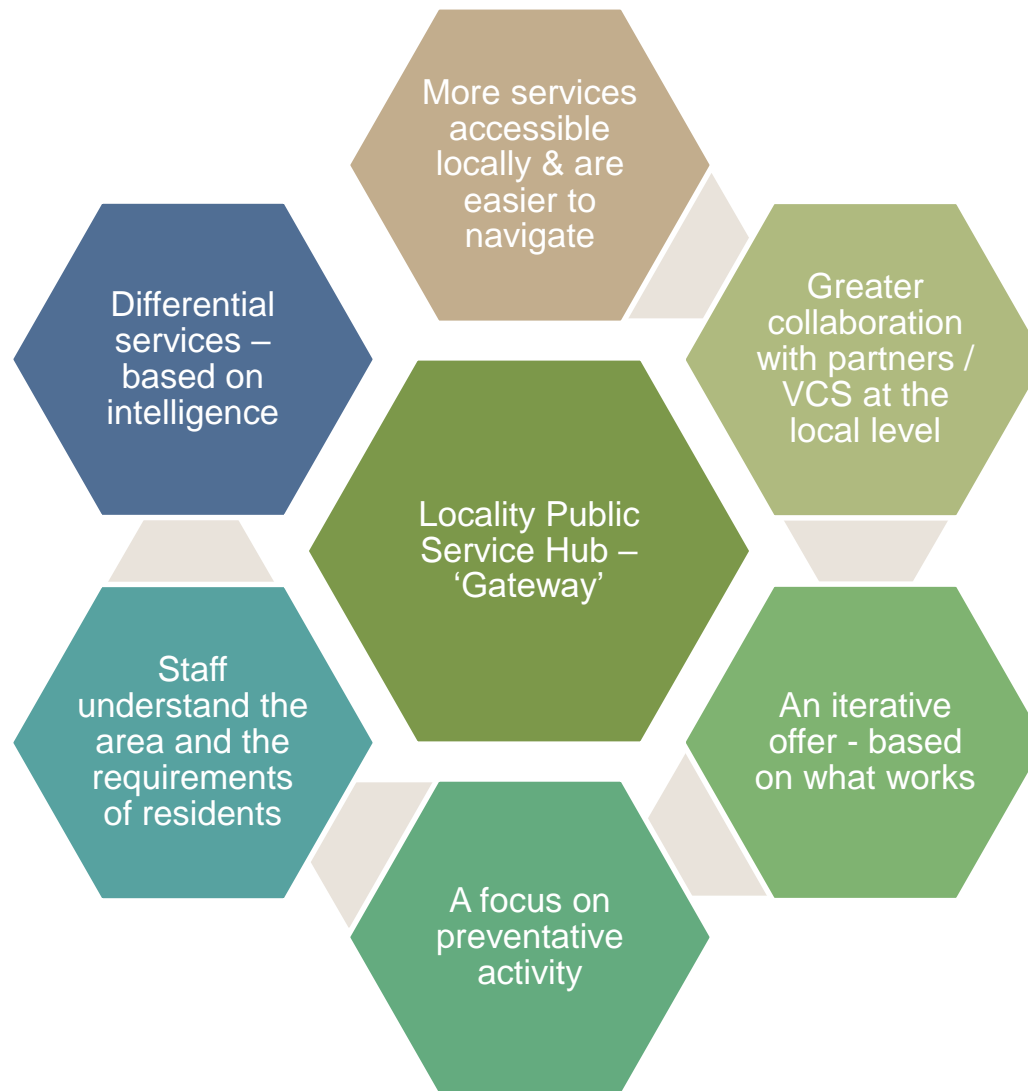 More services
accessible
locally & are
easier to
navigate
Greater
collaboration
with partners /
VCS at the
local level
An iterative
offer - based
on what works
A focus on
preventative
activity
Staff
understand the
area and the
requirements
of residents
Differential
services –
based on
intelligence
Locality Public
Service Hub –
‘Gateway’